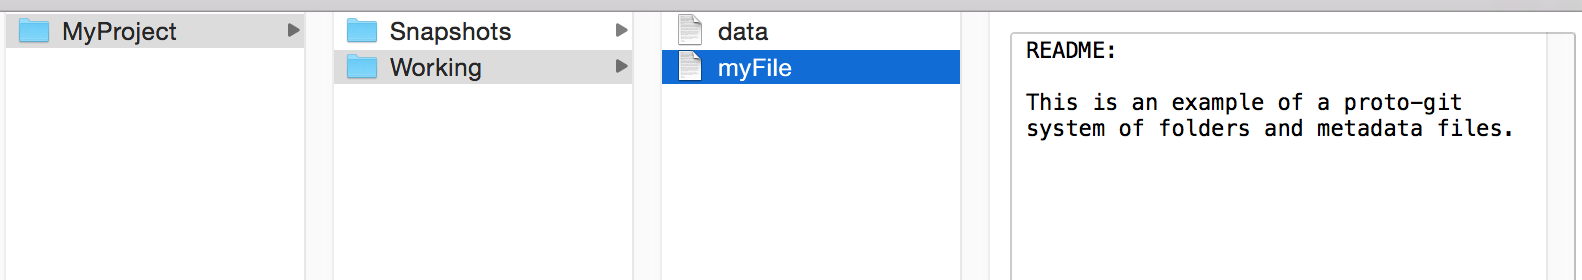 MyProject
Snapshots
Working
data
myFile
README:
This is an example of a proto-git
system of folders and metadata files.